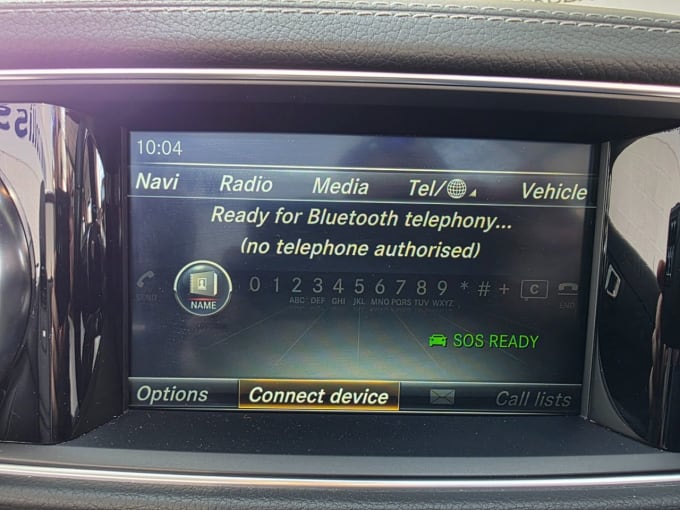 10:04
Navi Radio Media Tel/ Vehicle
Ready for Bluetooth telephony...
(no telephone authorised)
SEND 0 1 2 3 4 5 6 7 8 9 * # + C
ABC DEF GHI JKL MNO PQRS TUV WXYZ END
NAME
SOS READY
Options Connect device Call lists